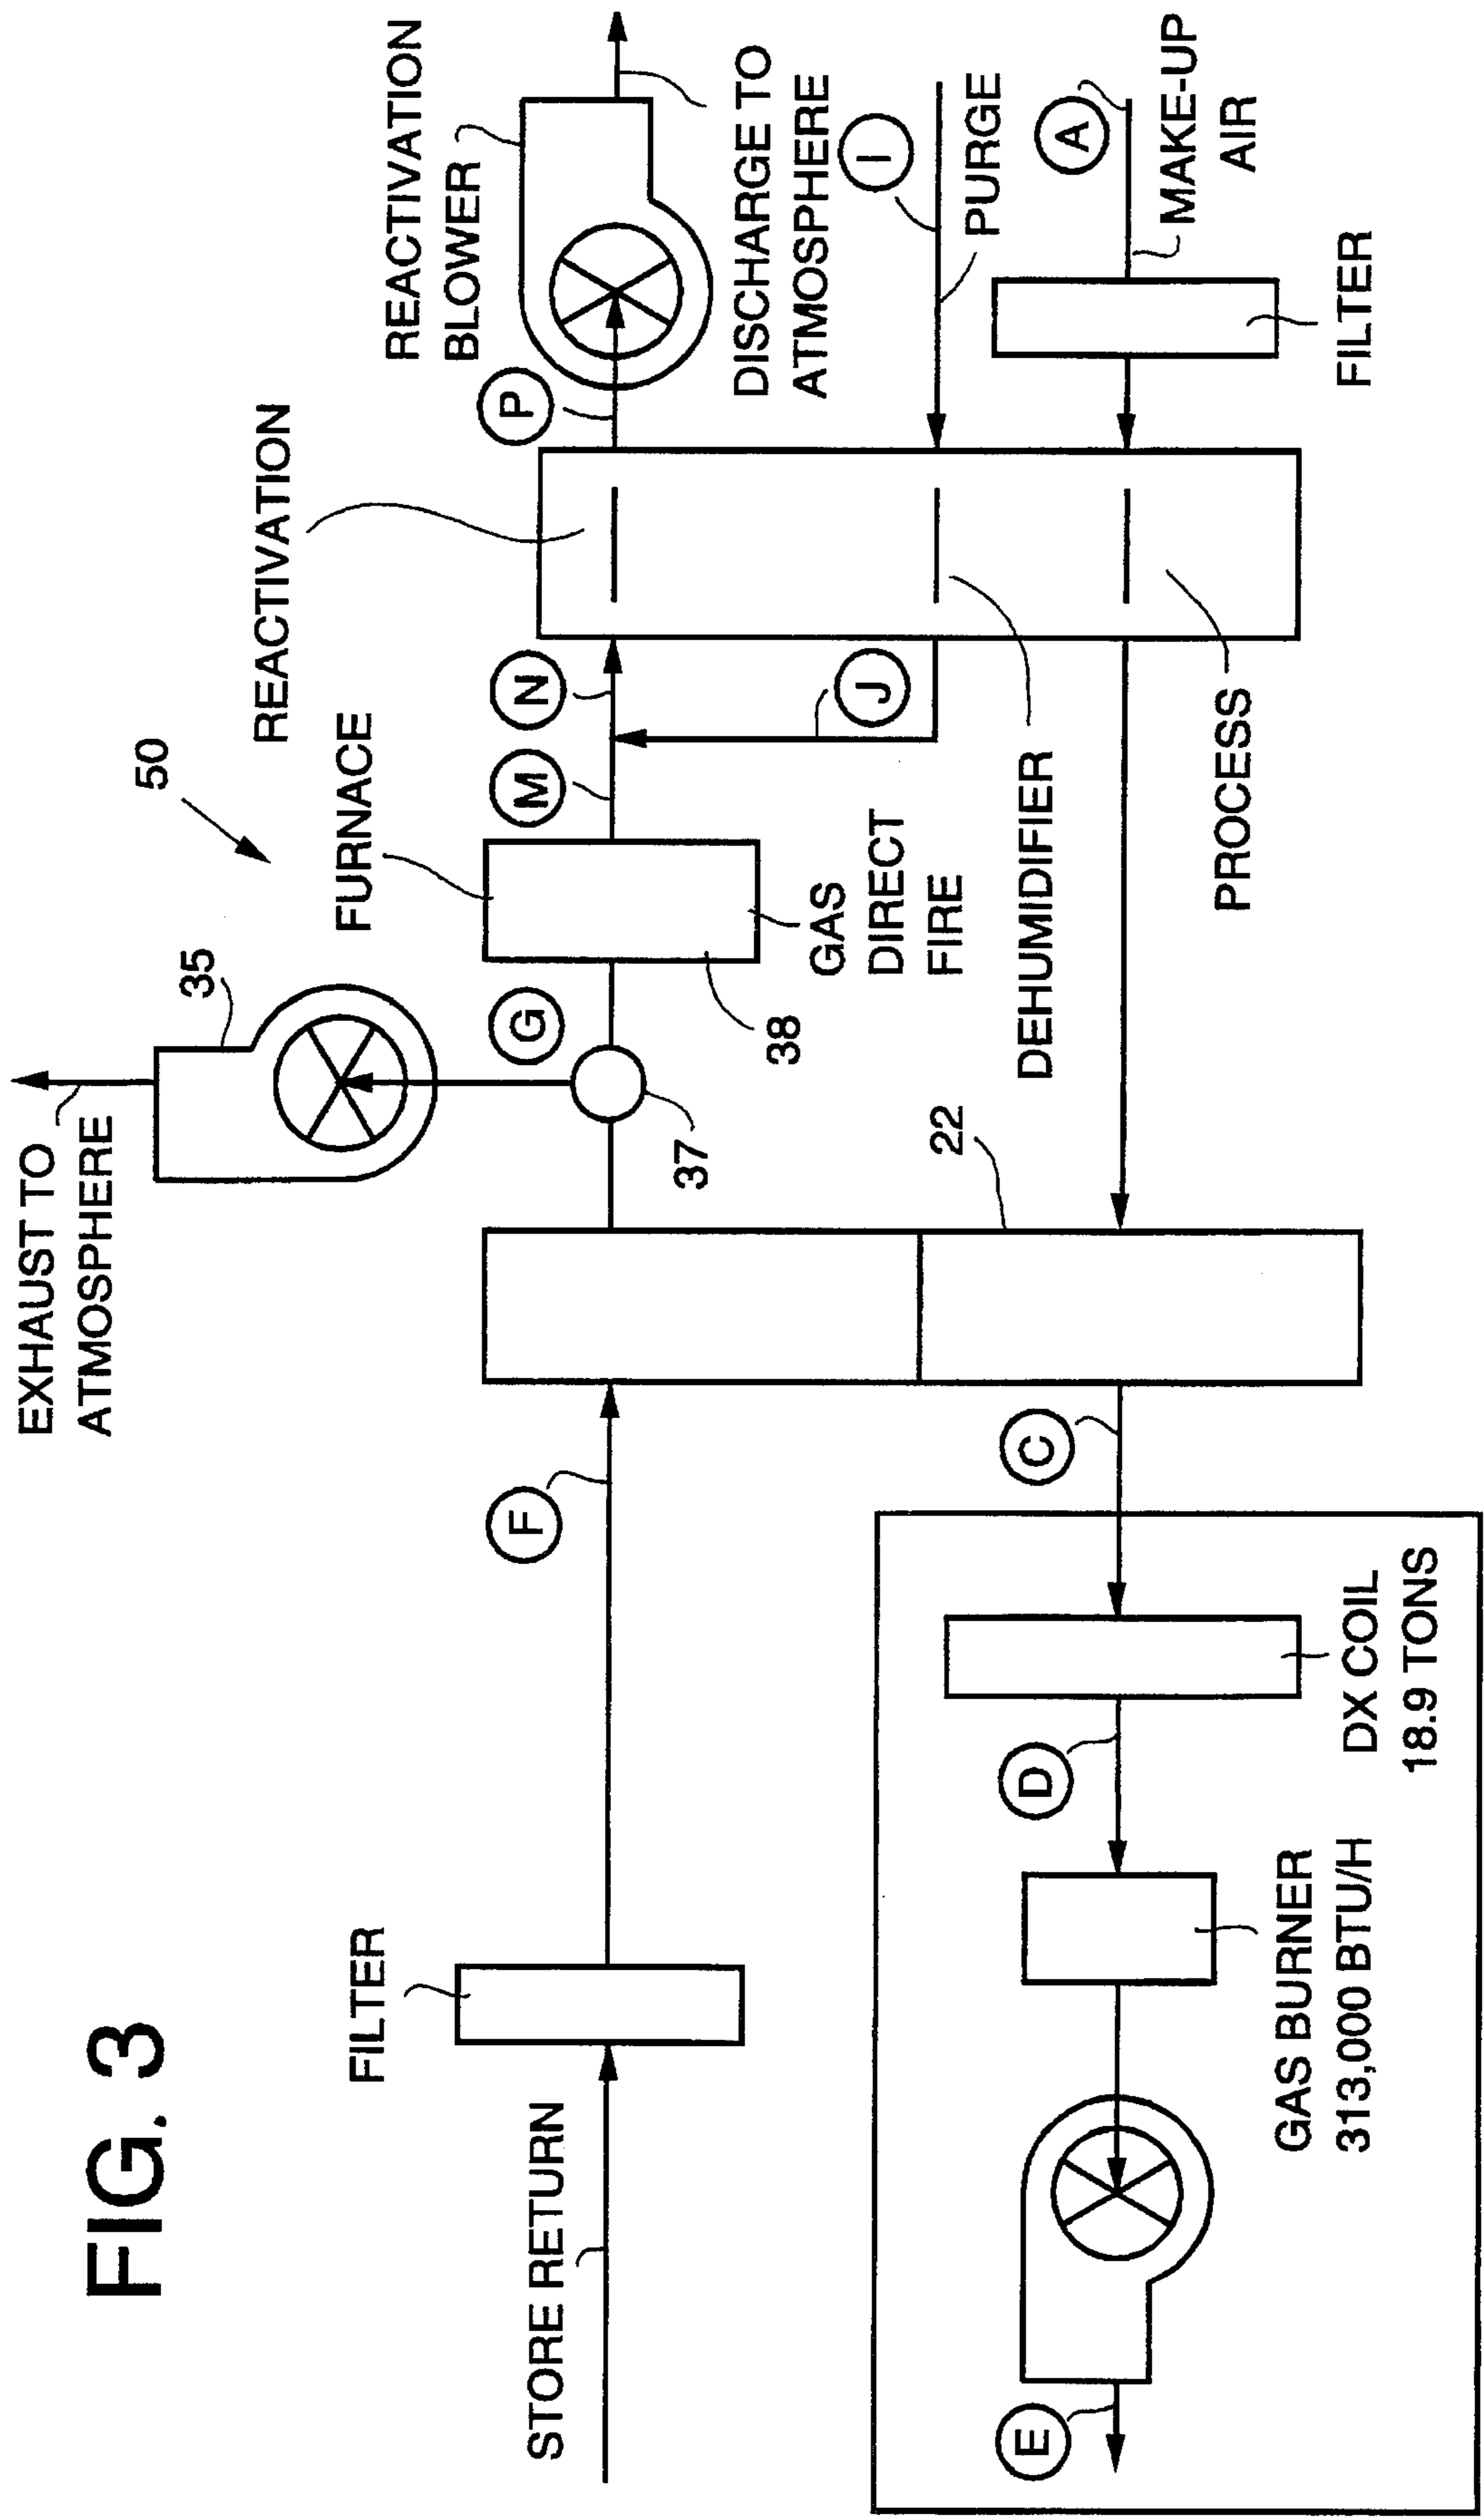 FIG. 3
EXHAUST TO
ATMOSPHERE
35
50
FURNACE
REACTIVATION
REACTIVATION
BLOWER
FILTER
STORE RETURN
F
37
G
38
GAS
DIRECT
FIRE
M
N
J
P
DISCHARGE TO
ATMOSPHERE
I
PURGE
A
MAKE-UP
AIR
FILTER
22
DEHUMIDIFIER
PROCESS
E
D
C
GAS BURNER
313,000 BTU/H
DX COIL
18.9 TONS